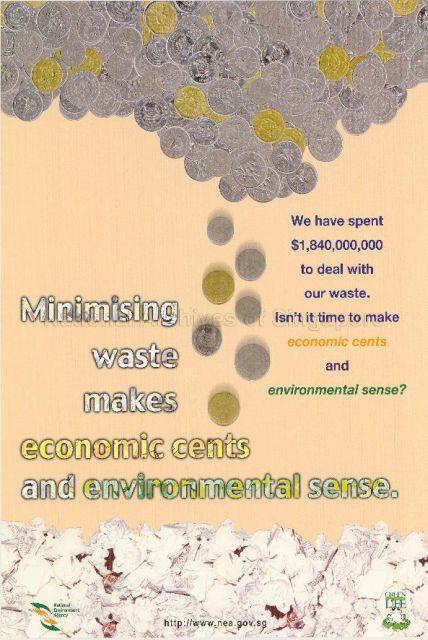 We have spent
$1,840,000,000
to deal with
our waste.
Isn't it time to make
economic cents
and
environmental sense?
Minimising
waste
makes
economic cents
and environmental sense.
National Archives of Singapore
National
Environment
Agency
http://www.nea.gov.sg
GREEN
LIFE